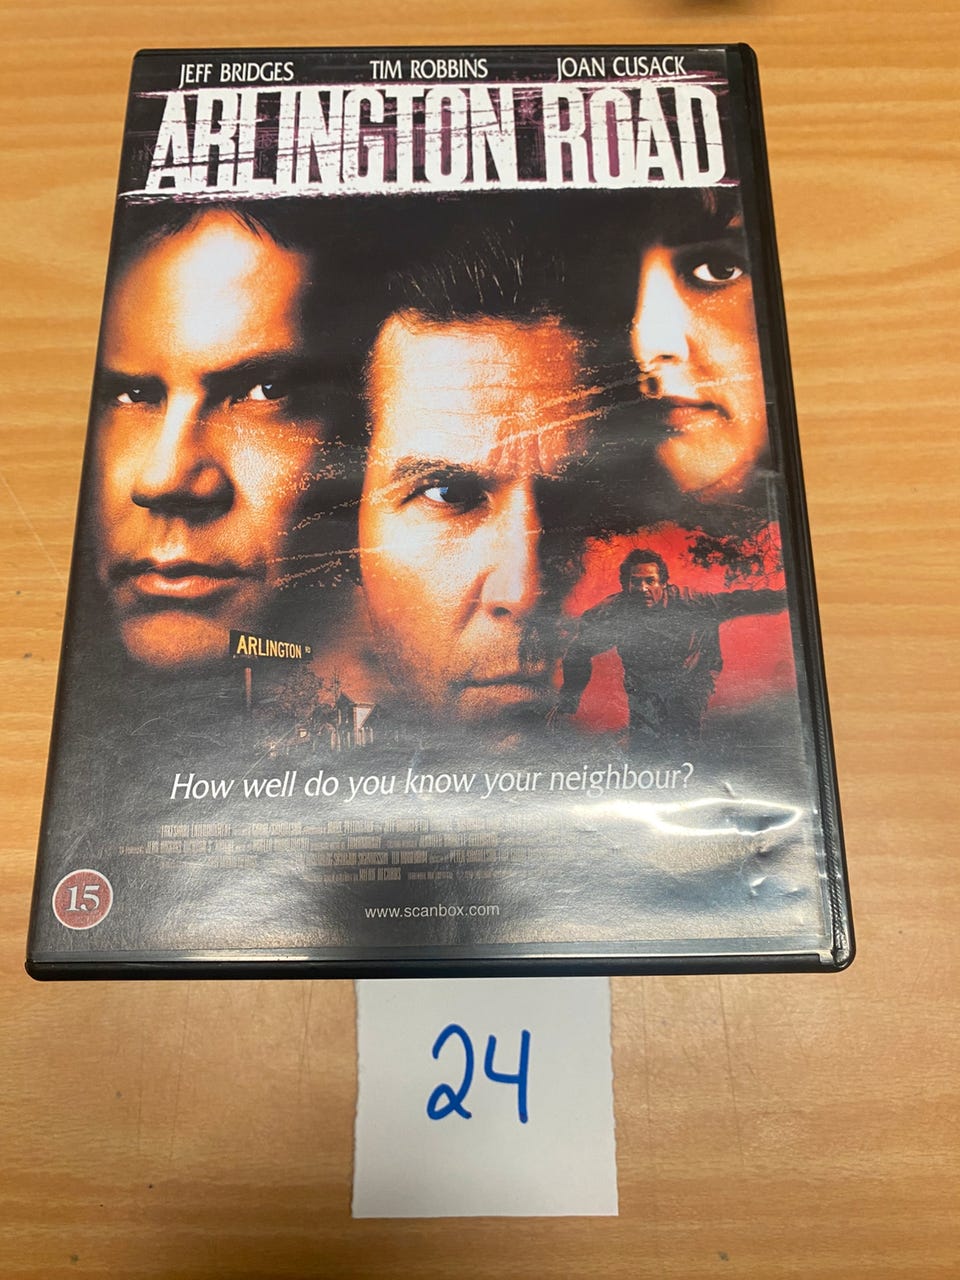 JEFF BRIDGES TIM ROBBINS JOAN CUSACK
ARLINGTON ROAD
ARLINGTON RD
How well do you know your neighbour?
15
www.scanbox.com
24